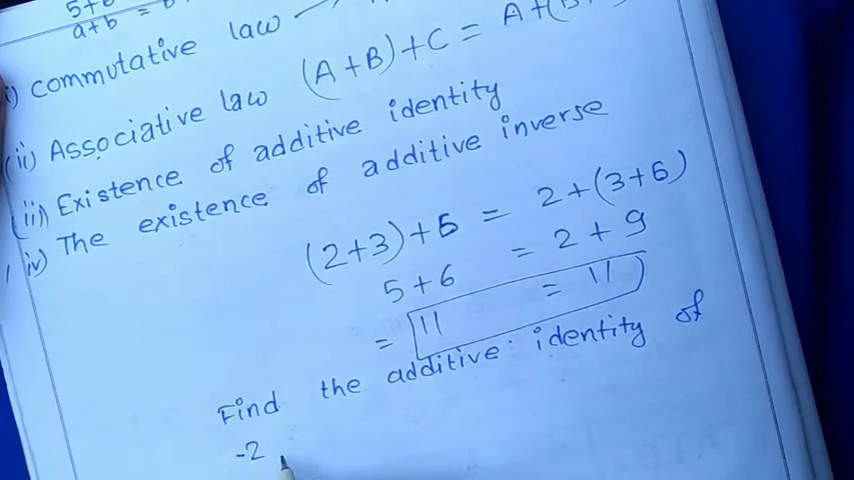 5+
a+b =
i) commutative law
(ii) Associative law (A+B)+C = A+(B+
(iii) Existence of additive identity
iv) The existence of additive inverse
(2+3)+6 = 2+(3+6)
5+6 = 2+9
= 11 = 11
Find the additive identity of
-2